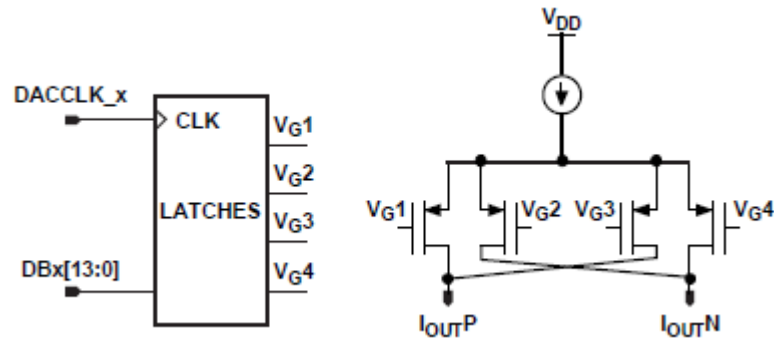 DACCLK_x
CLK
LATCHES
DBx[13:0]
VG1
VG2
VG3
VG4
VDD
VG1
VG2
VG3
VG4
IOUTP
IOUTN